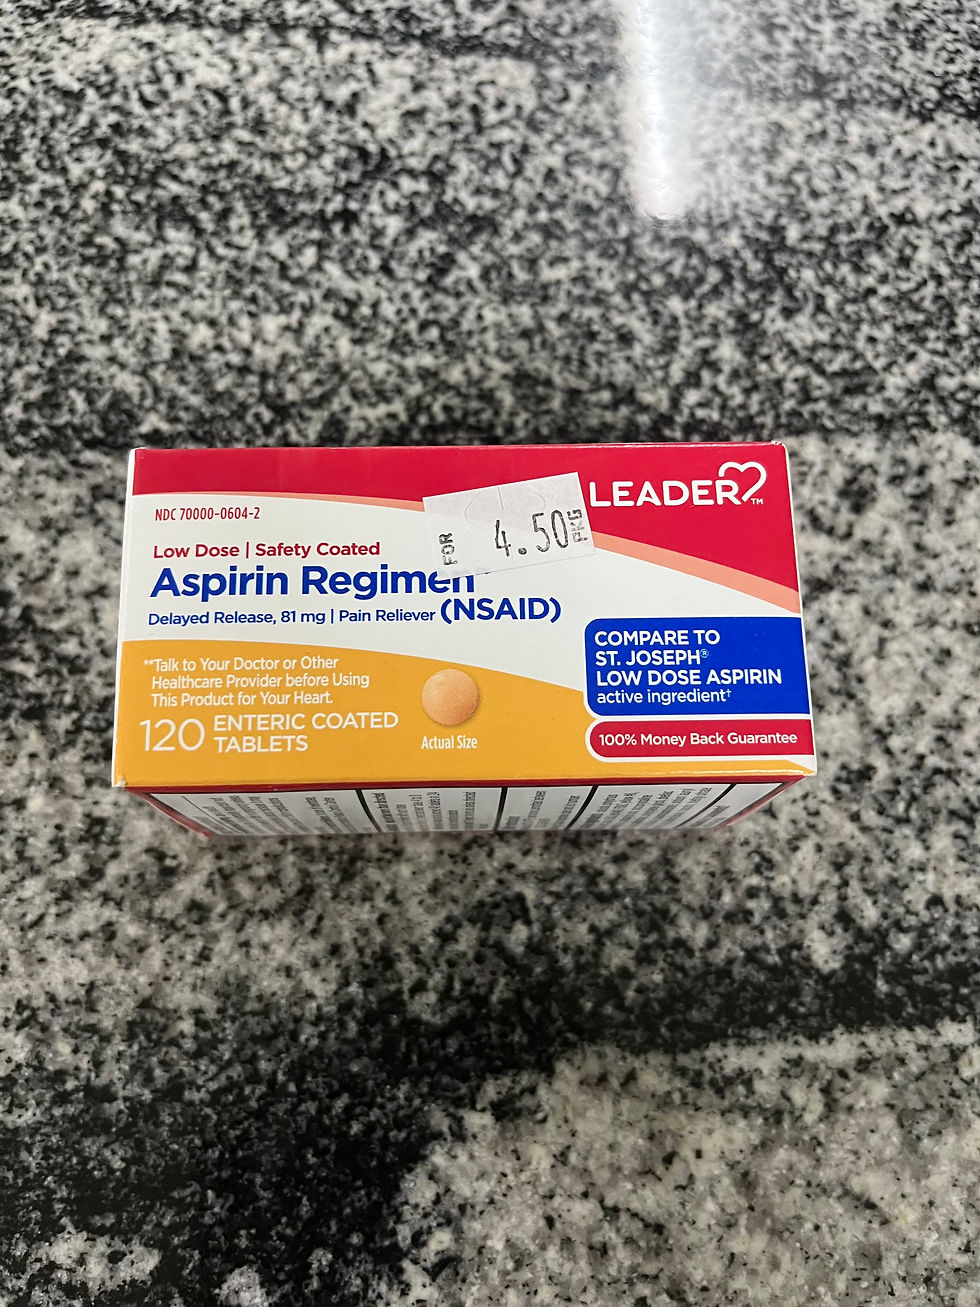 LEADER™
NDC 70000-0604-2
FOR 4.50 PKG
Low Dose | Safety Coated
Aspirin Regimen
Delayed Release, 81 mg | Pain Reliever (NSAID)
COMPARE TO
ST. JOSEPH®
LOW DOSE ASPIRIN
active ingredient†
**Talk to Your Doctor or Other
Healthcare Provider before Using
This Product for Your Heart.
120 ENTERIC COATED
TABLETS
Actual Size
100% Money Back Guarantee